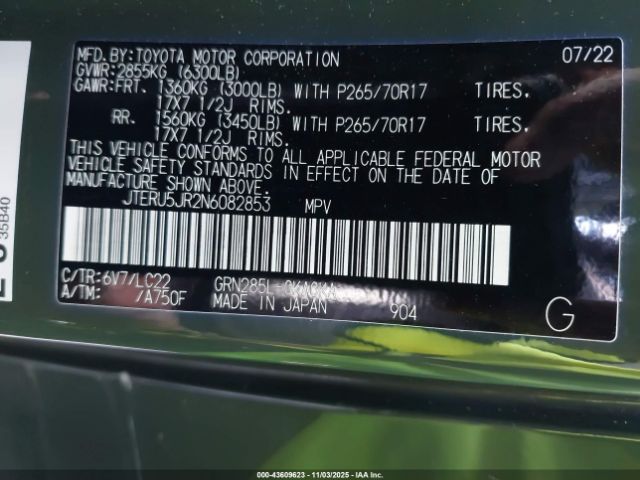 MFD.BY:TOYOTA MOTOR CORPORATION 07/22
GVWR:2855KG (6300LB)
GAWR:FRT. 1360KG (3000LB) WITH P265/70R17 TIRES.
17X7 1/2J RIMS.
RR. 1560KG (3450LB) WITH P265/70R17 TIRES.
17X7 1/2J RIMS.
THIS VEHICLE CONFORMS TO ALL APPLICABLE FEDERAL MOTOR
VEHICLE SAFETY STANDARDS IN EFFECT ON THE DATE OF
MANUFACTURE SHOWN ABOVE.
JTERU5JR2N6082853 MPV
C/TR:6V7/LC22 GRN285L-GKAGKA
A/TM: /A750F MADE IN JAPAN 904 G
35B40
000-43609623 - 11/03/2025 - IAA Inc.